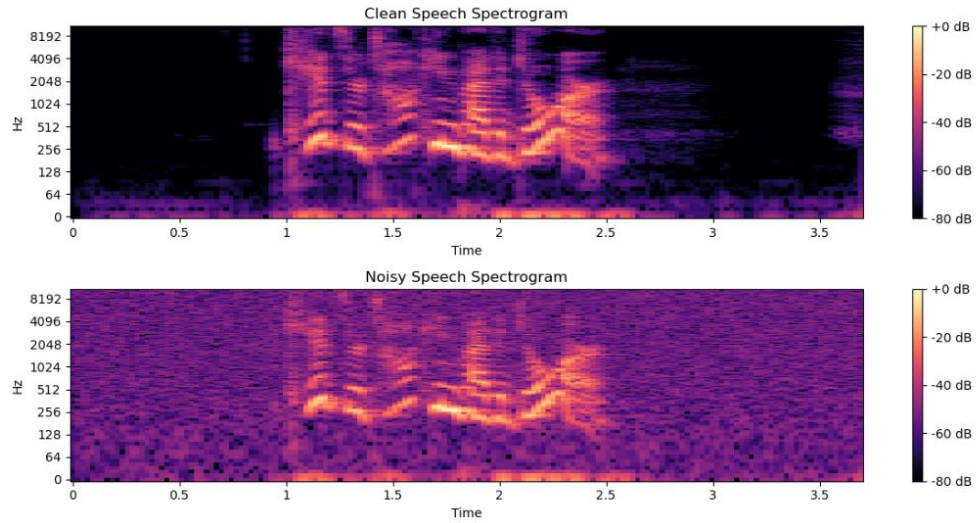 Clean Speech Spectrogram
8192
4096
2048
1024
512
256
128
64
0
Hz
0
0.5
1
1.5
2
2.5
3
3.5
Time
+0 dB
-20 dB
-40 dB
-60 dB
-80 dB
Noisy Speech Spectrogram
8192
4096
2048
1024
512
256
128
64
0
Hz
0
0.5
1
1.5
2
2.5
3
3.5
Time
+0 dB
-20 dB
-40 dB
-60 dB
-80 dB